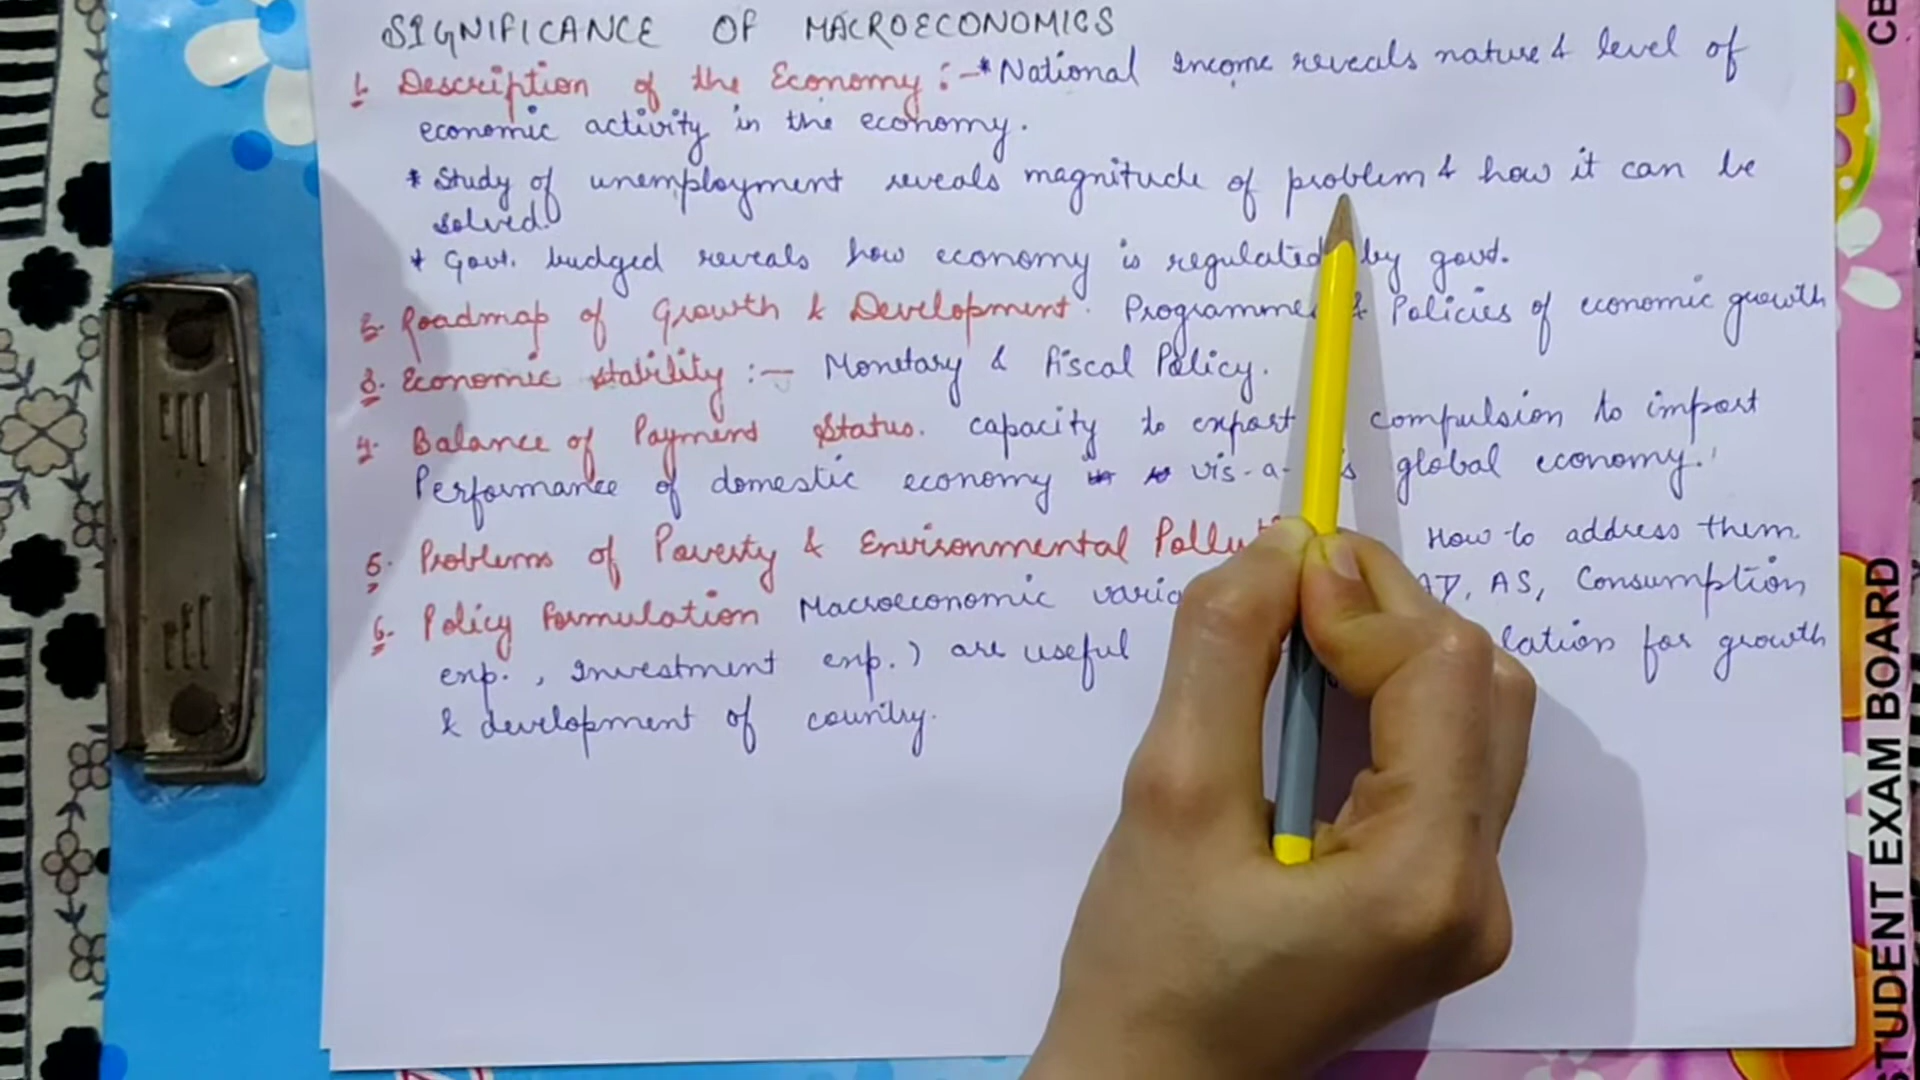 SIGNIFICANCE OF MACROECONOMICS
1. Description of the Economy :- * National Income reveals nature & level of
economic activity in the economy.
* Study of unemployment reveals magnitude of problem & how it can be
solved.
* Govt. budged reveals how economy is regulated by govt.
2. Roadmap of Growth & Development. Programmes & Policies of economic growth
3. Economic stability :- Monetary & Fiscal Policy.
4. Balance of Payment Status. capacity to export compulsion to import
Performance of domestic economy vis-a- global economy.
5. Problems of Poverty & Environmental How to address them
6. Policy Formulation Macroeconomic AD, AS, Consumption
exp., Investment exp.) are useful for growth
& development of country.
CB
STUDENT EXAM BOARD